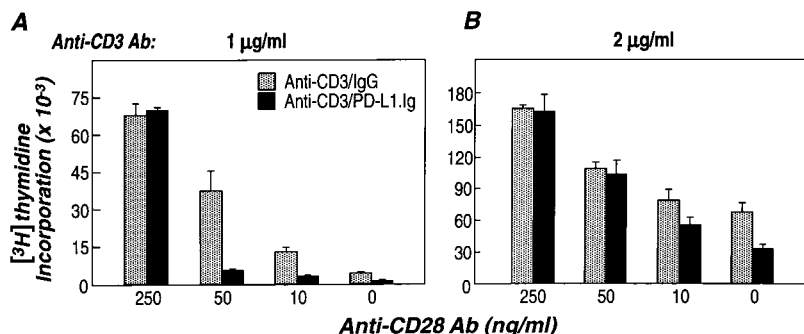 A
B
Anti-CD3 Ab: 1 µg/ml
2 µg/ml
[³H] thymidine
Incorporation (x 10⁻³)
Anti-CD3/IgG
Anti-CD3/PD-L1.Ig
75
60
45
30
15
0
250 50 10 0
180
150
120
90
60
30
0
250 50 10 0
Anti-CD28 Ab (ng/ml)